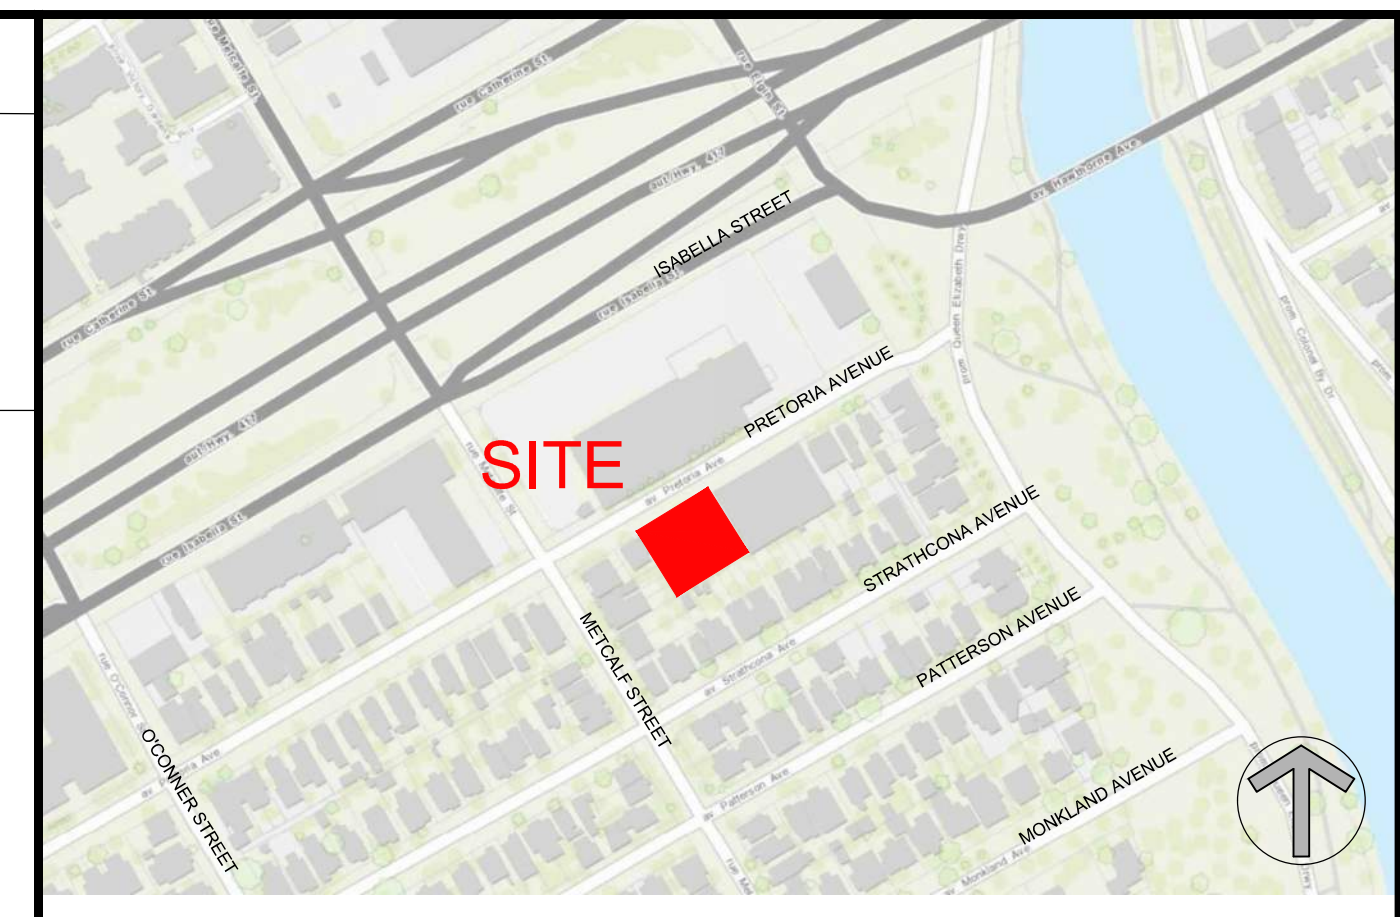 rue Metcalfe St
rue Catherine St.
rue Elgin St.
aut/Hwy. 417
av. Hawthorne Ave.
ISABELLA STREET
rue Isabella St.
rue Catherine St.
prom. Queen Elizabeth Drwy
prom. Colonel By Dr
PRETORIA AVENUE
aut/Hwy. 417
SITE
av. Pretoria Ave
rue Isabella St.
STRATHCONA AVENUE
PATTERSON AVENUE
METCALF STREET
av. Strathcona Ave
rue O'Connor St
O'CONNER STREET
av. Patterson Ave
MONKLAND AVENUE
av. Monkland Ave